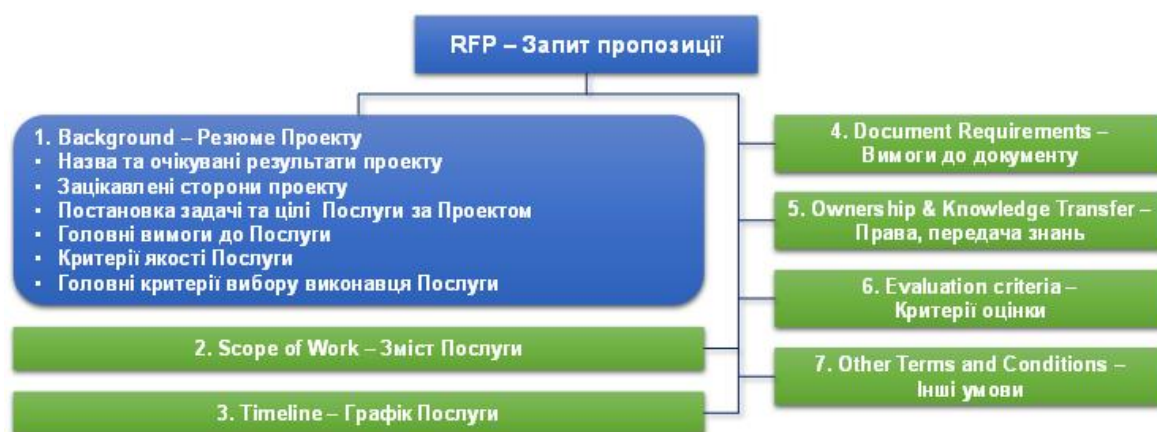 RFP – Запит пропозиції
1. Background – Резюме Проекту
▪ Назва та очікувані результати проекту
▪ Зацікавлені сторони проекту
▪ Постановка задачі та цілі Послуги за Проектом
▪ Головні вимоги до Послуги
▪ Критерії якості Послуги
▪ Головні критерії вибору виконавця Послуги
2. Scope of Work – Зміст Послуги
3. Timeline – Графік Послуги
4. Document Requirements –
Вимоги до документу
5. Ownership & Knowledge Transfer –
Права, передача знань
6. Evaluation criteria –
Критерії оцінки
7. Other Terms and Conditions –
Інші умови